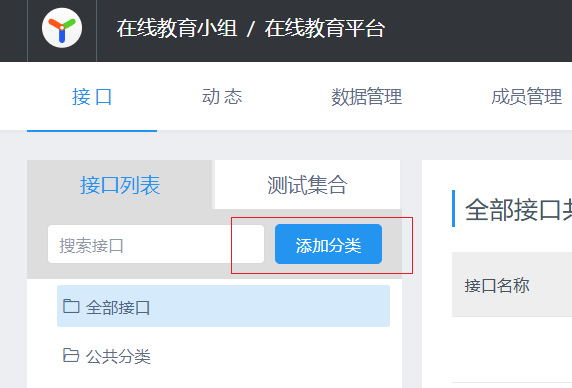 在线教育小组 / 在线教育平台
接 口 动 态 数据管理 成员管理
接口列表 测试集合
全部接口
搜索接口 添加分类
接口名称
全部接口
公共分类